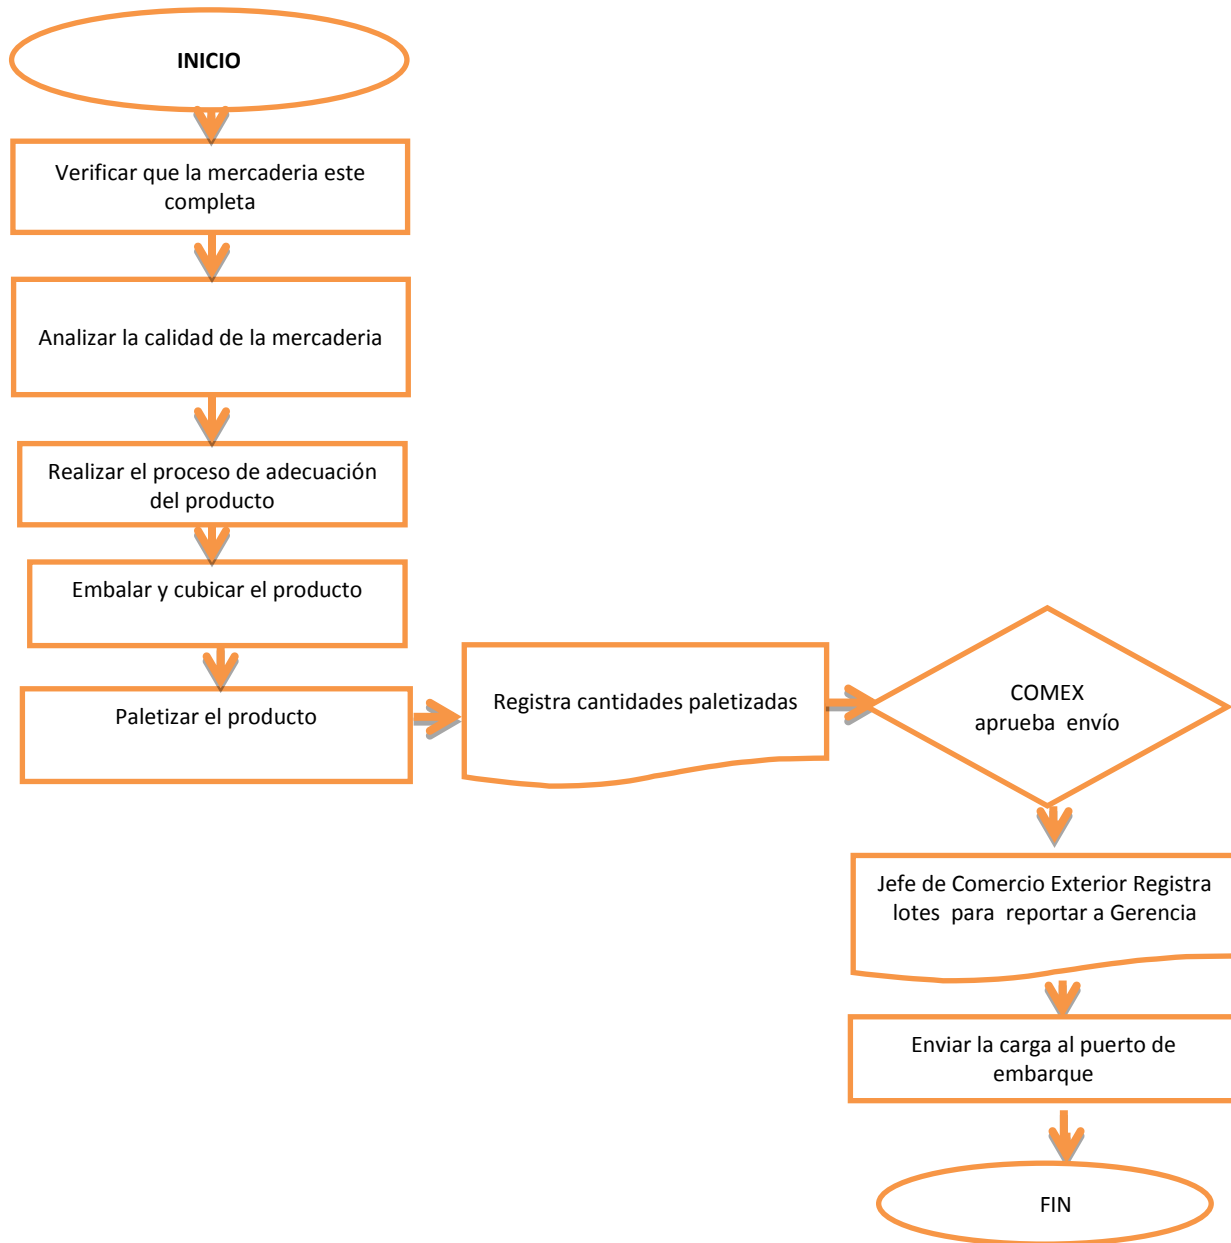 INICIO
Verificar que la mercaderia este
completa
Analizar la calidad de la mercaderia
Realizar el proceso de adecuación
del producto
Embalar y cubicar el producto
Paletizar el producto
Registra cantidades paletizadas
COMEX
aprueba envío
Jefe de Comercio Exterior Registra
lotes para reportar a Gerencia
Enviar la carga al puerto de
embarque
FIN